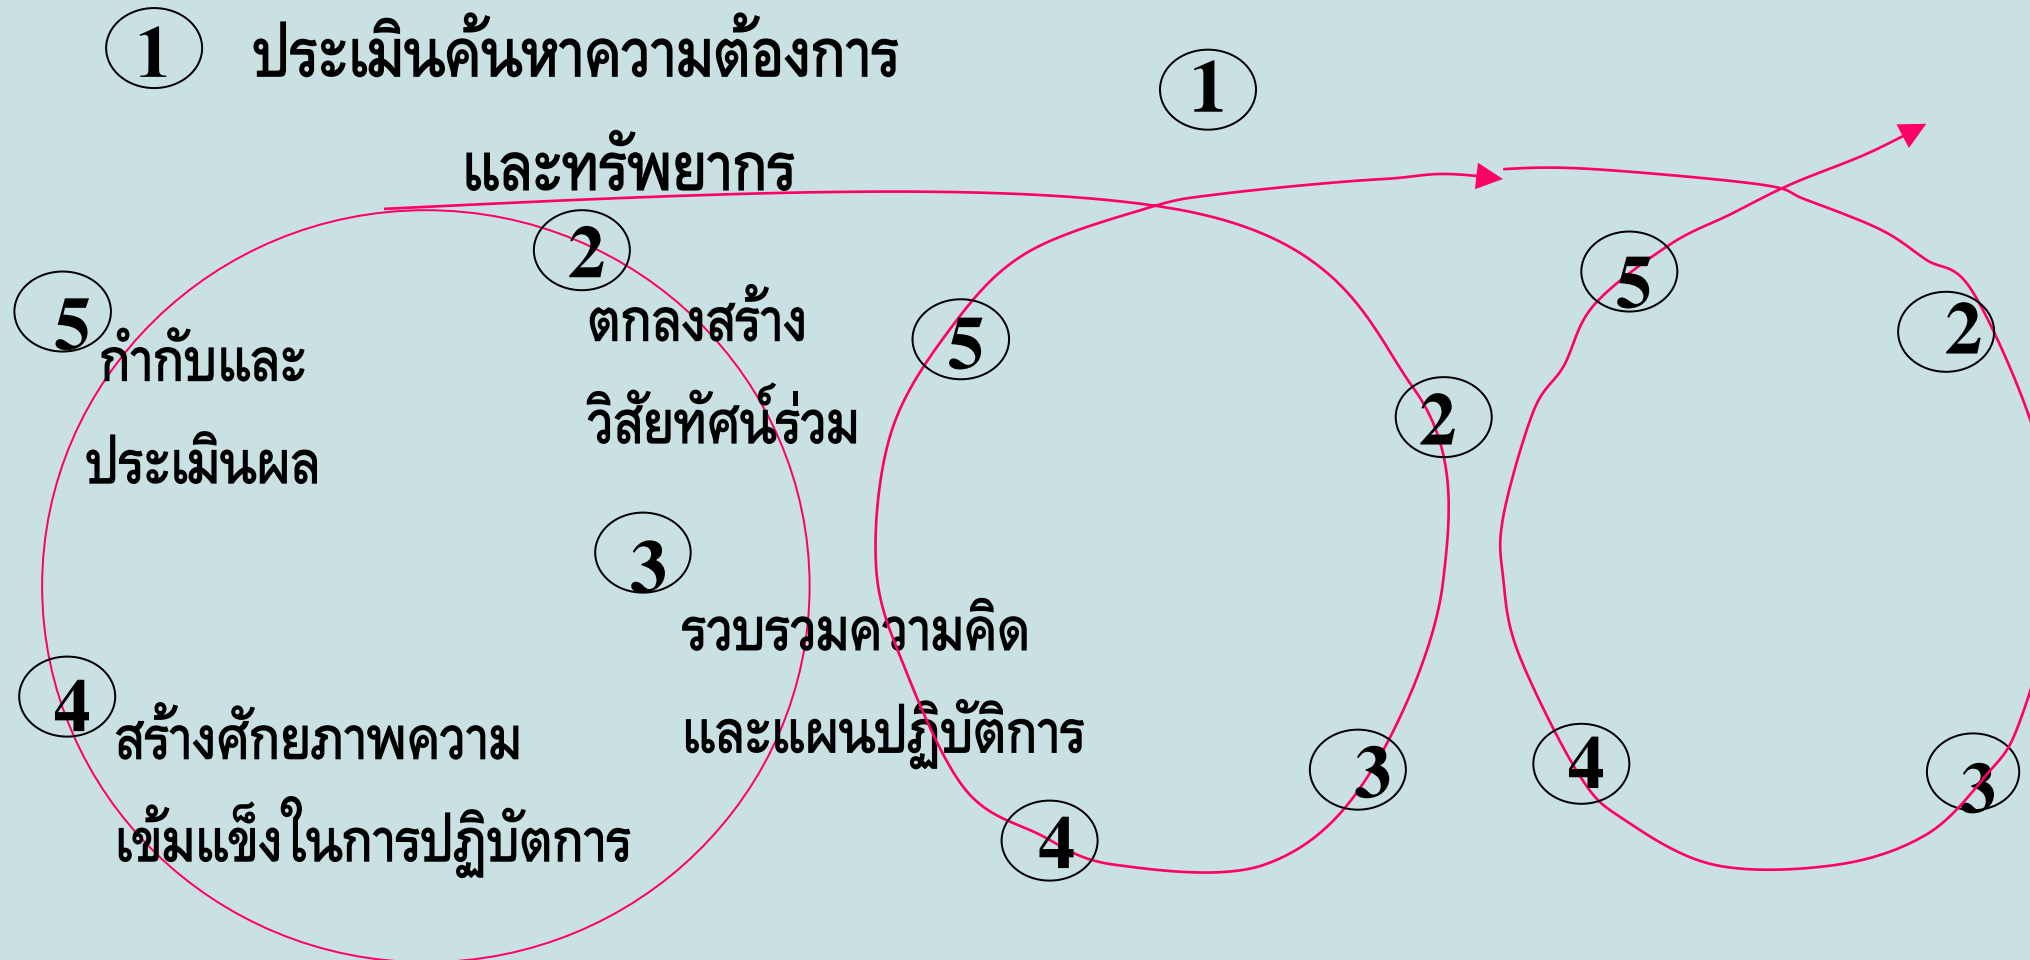 1 ประเมินค้นหาความต้องการ
และทรัพยากร
2
ตกลงสร้าง
วิสัยทัศน์ร่วม
3
รวบรวมความคิด
และแผนปฏิบัติการ
4
สร้างศักยภาพความ
เข้มแข็งในการปฏิบัตการ
5
กำกับและ
ประเมินผล
1
2
3
4
5
2
3
4
5